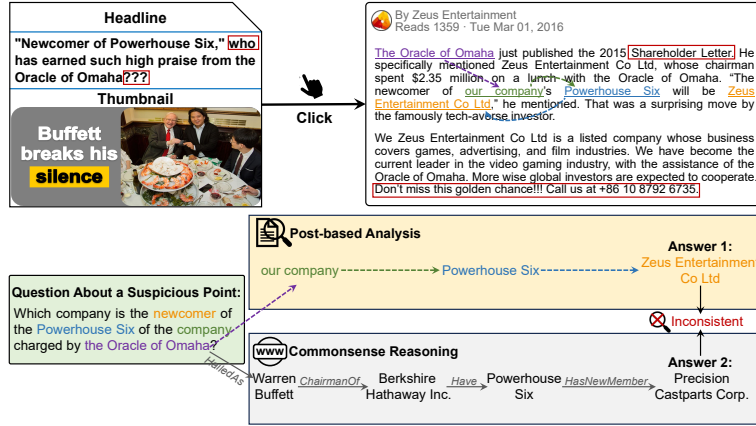 Headline
"Newcomer of Powerhouse Six," who
has earned such high praise from the
Oracle of Omaha???
Thumbnail
Buffett
breaks his
silence
Click
By Zeus Entertainment
Reads 1359 · Tue Mar 01, 2016
The Oracle of Omaha just published the 2015 Shareholder Letter. He
specifically mentioned Zeus Entertainment Co Ltd, whose chairman
spent $2.35 million on a lunch with the Oracle of Omaha. “The
newcomer of our company's Powerhouse Six will be Zeus
Entertainment Co Ltd,” he mentioned. That was a surprising move by
the famously tech-averse investor.
We Zeus Entertainment Co Ltd is a listed company whose business
covers games, advertising, and film industries. We have become the
current leader in the video gaming industry, with the assistance of the
Oracle of Omaha. More wise global investors are expected to cooperate.
Don't miss this golden chance!!! Call us at +86 10 8792 6735.
Post-based Analysis
our company
Powerhouse Six
Answer 1:
Zeus Entertainment
Co Ltd
Question About a Suspicious Point:
Which company is the newcomer of
the Powerhouse Six of the company
charged by the Oracle of Omaha?
Inconsistent
HailedAs
www Commonsense Reasoning
Warren
Buffett
ChairmanOf
Berkshire
Hathaway Inc.
Have
Powerhouse
Six
HasNewMember
Answer 2:
Precision
Castparts Corp.